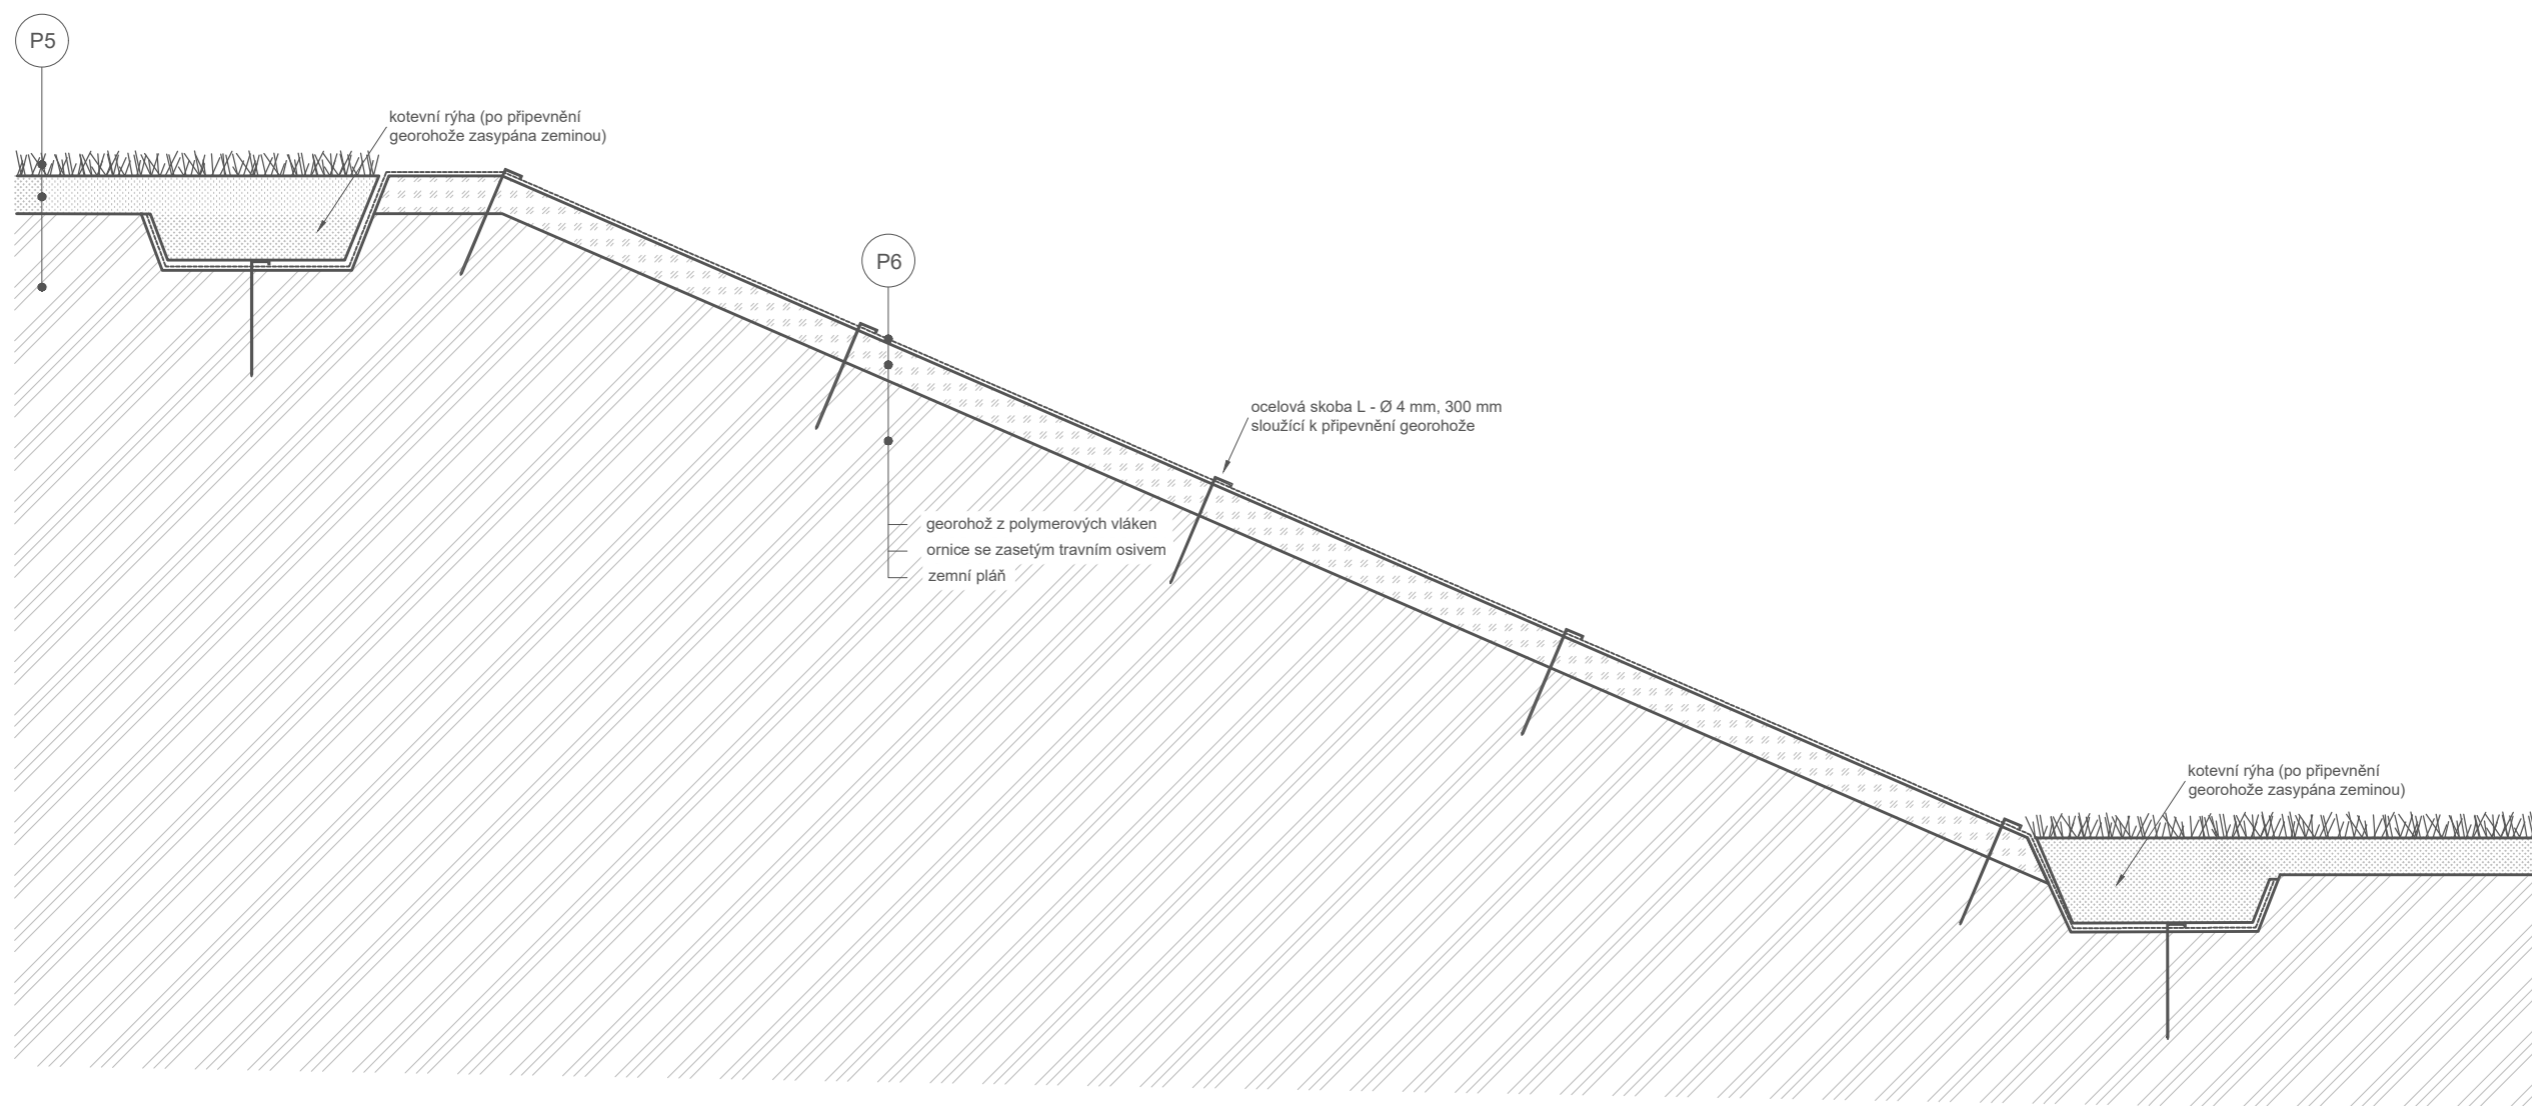 P5
kotevní rýha (po připevnění
georohože zasypána zeminou)
P6
ocelová skoba L - Ø 4 mm, 300 mm
sloužící k připevnění georohože
georohož z polymerových vláken
ornice se zasetým travním osivem
zemní pláň
kotevní rýha (po připevnění
georohože zasypána zeminou)